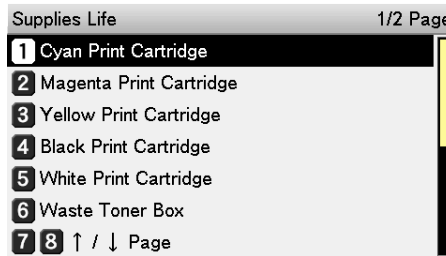 Supplies Life 1/2 Page
1 Cyan Print Cartridge
2 Magenta Print Cartridge
3 Yellow Print Cartridge
4 Black Print Cartridge
5 White Print Cartridge
6 Waste Toner Box
7 8 ↑ / ↓ Page